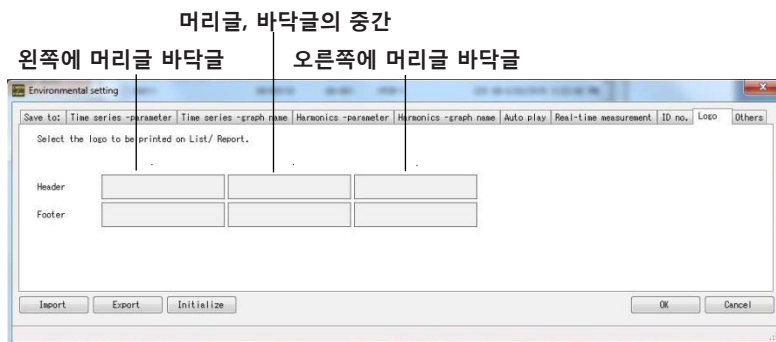 머리글, 바닥글의 중간
왼쪽에 머리글 바닥글 오른쪽에 머리글 바닥글
Environmental setting
Save to: Time series -parameter Time series -graph name Harmonics -parameter Harmonics -graph name Auto play Real-time measurement ID no. Logo Others
Select the logo to be printed on List/ Report.
Header
Footer
Import Export Initialize OK Cancel